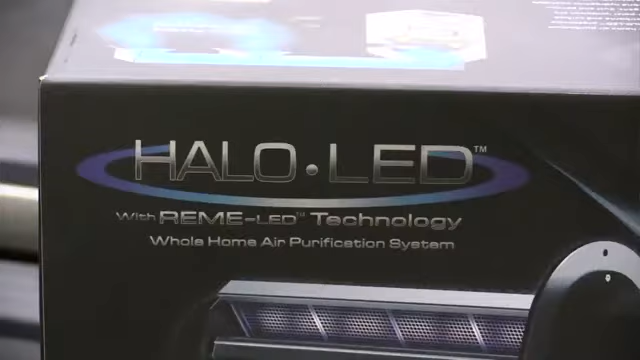 HALO·LED™
With REME-LED™ Technology
Whole Home Air Purification System